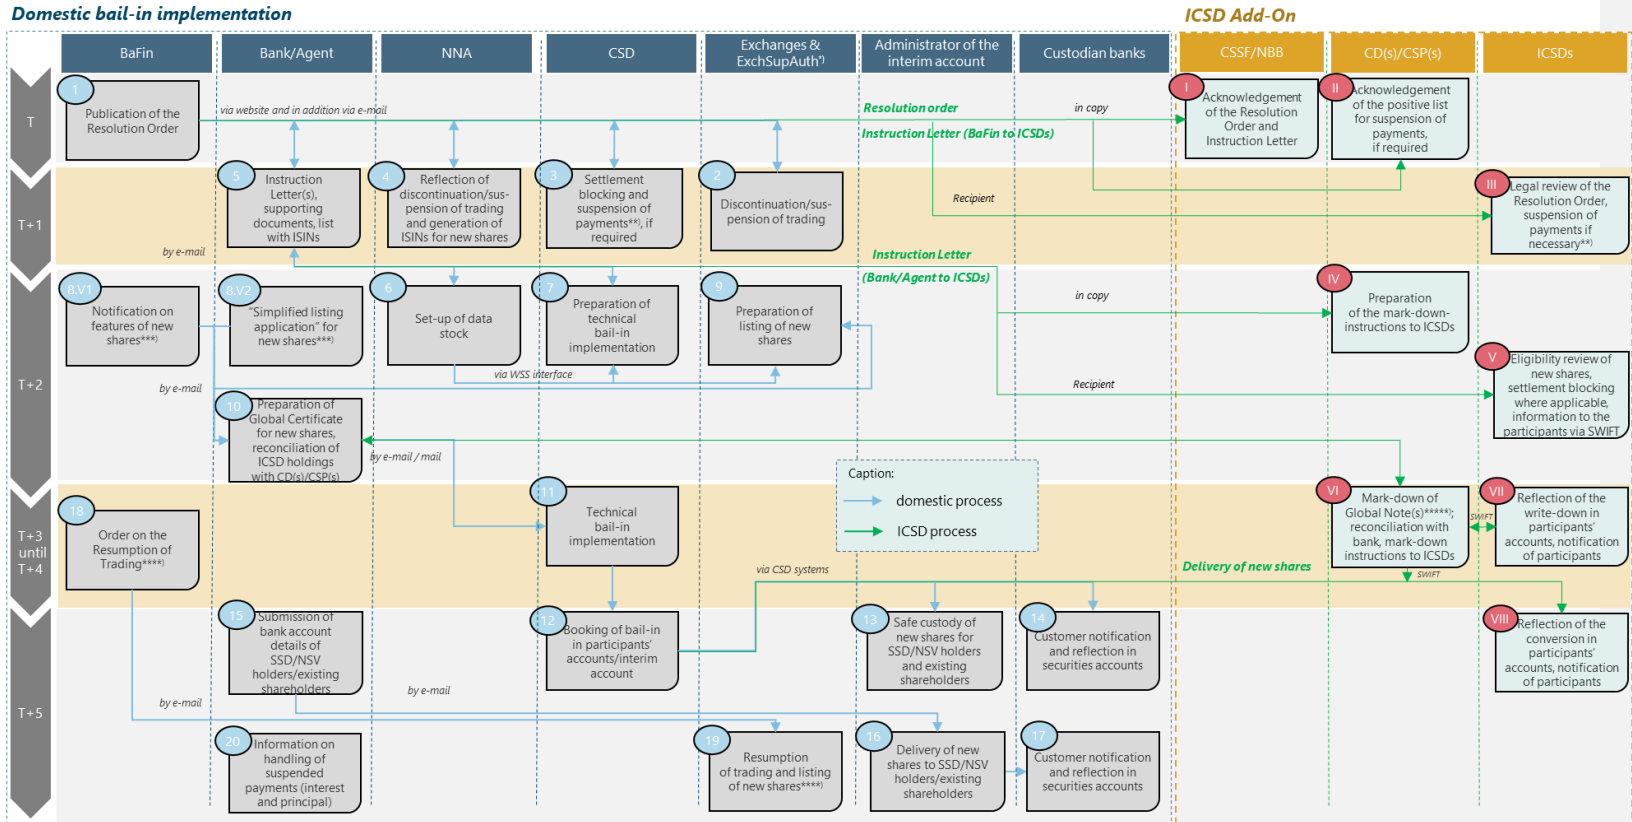 Domestic bail-in implementation
ICSD Add-On
BaFin
Bank/Agent
NNA
CSD
Exchanges &
ExchSupAuth*)
Administrator of the
interim account
Custodian banks
CSSF/NBB
CD(s)/CSP(s)
ICSDs
T
1
Publication of the
Resolution Order
via website and in addition via e-mail
Resolution order
Instruction Letter (BaFin to ICSDs)
in copy
I
Acknowledgement
of the Resolution
Order and
Instruction Letter
II
Acknowledgement
of the positive list
for suspension of
payments,
if required
T+1
5
Instruction
Letter(s),
supporting
documents, list
with ISINs
4
Reflection of
discontinuation/sus-
pension of trading
and generation of
ISINs for new shares
3
Settlement
blocking and
suspension of
payments**), if
required
2
Discontinuation/sus-
pension of trading
Recipient
III
Legal review of the
Resolution Order,
suspension of
payments if
necessary**)
by e-mail
Instruction Letter
(Bank/Agent to ICSDs)
T+2
8.V1
Notification on
features of new
shares***)
8.V2
"Simplified listing
application" for
new shares***)
6
Set-up of data
stock
7
Preparation of
technical
bail-in
implementation
9
Preparation of
listing of new
shares
in copy
IV
Preparation
of the mark-down-
instructions to ICSDs
via WSS interface
by e-mail
Recipient
V
Eligibility review of
new shares,
settlement blocking
where applicable,
information to the
participants via SWIFT
10
Preparation of
Global Certificate
for new shares,
reconciliation of
ICSD holdings
with CD(s)/CSP(s)
by e-mail / mail
Caption:
domestic process
ICSD process
T+3
until
T+4
18
Order on the
Resumption of
Trading****)
11
Technical
bail-in
implementation
VI
Mark-down of
Global Note(s)*****);
reconciliation with
bank, mark-down
instructions to ICSDs
SWIFT
VII
Reflection of the
write-down in
participants'
accounts, notification
of participants
via CSD systems
Delivery of new shares
SWIFT
T+5
15
Submission of
bank account
details of
SSD/NSV
holders/existing
shareholders
12
Booking of bail-in
in participants'
accounts/interim
account
13
Safe custody of
new shares for
SSD/NSV holders
and existing
shareholders
14
Customer notification
and reflection in
securities accounts
VIII
Reflection of the
conversion in
participants'
accounts, notification
of participants
by e-mail
by e-mail
20
Information on
handling of
suspended
payments (interest
and principal)
19
Resumption
of trading and listing
of new shares****)
16
Delivery of new
shares to SSD/NSV
holders/existing
shareholders
17
Customer notification
and reflection in
securities accounts